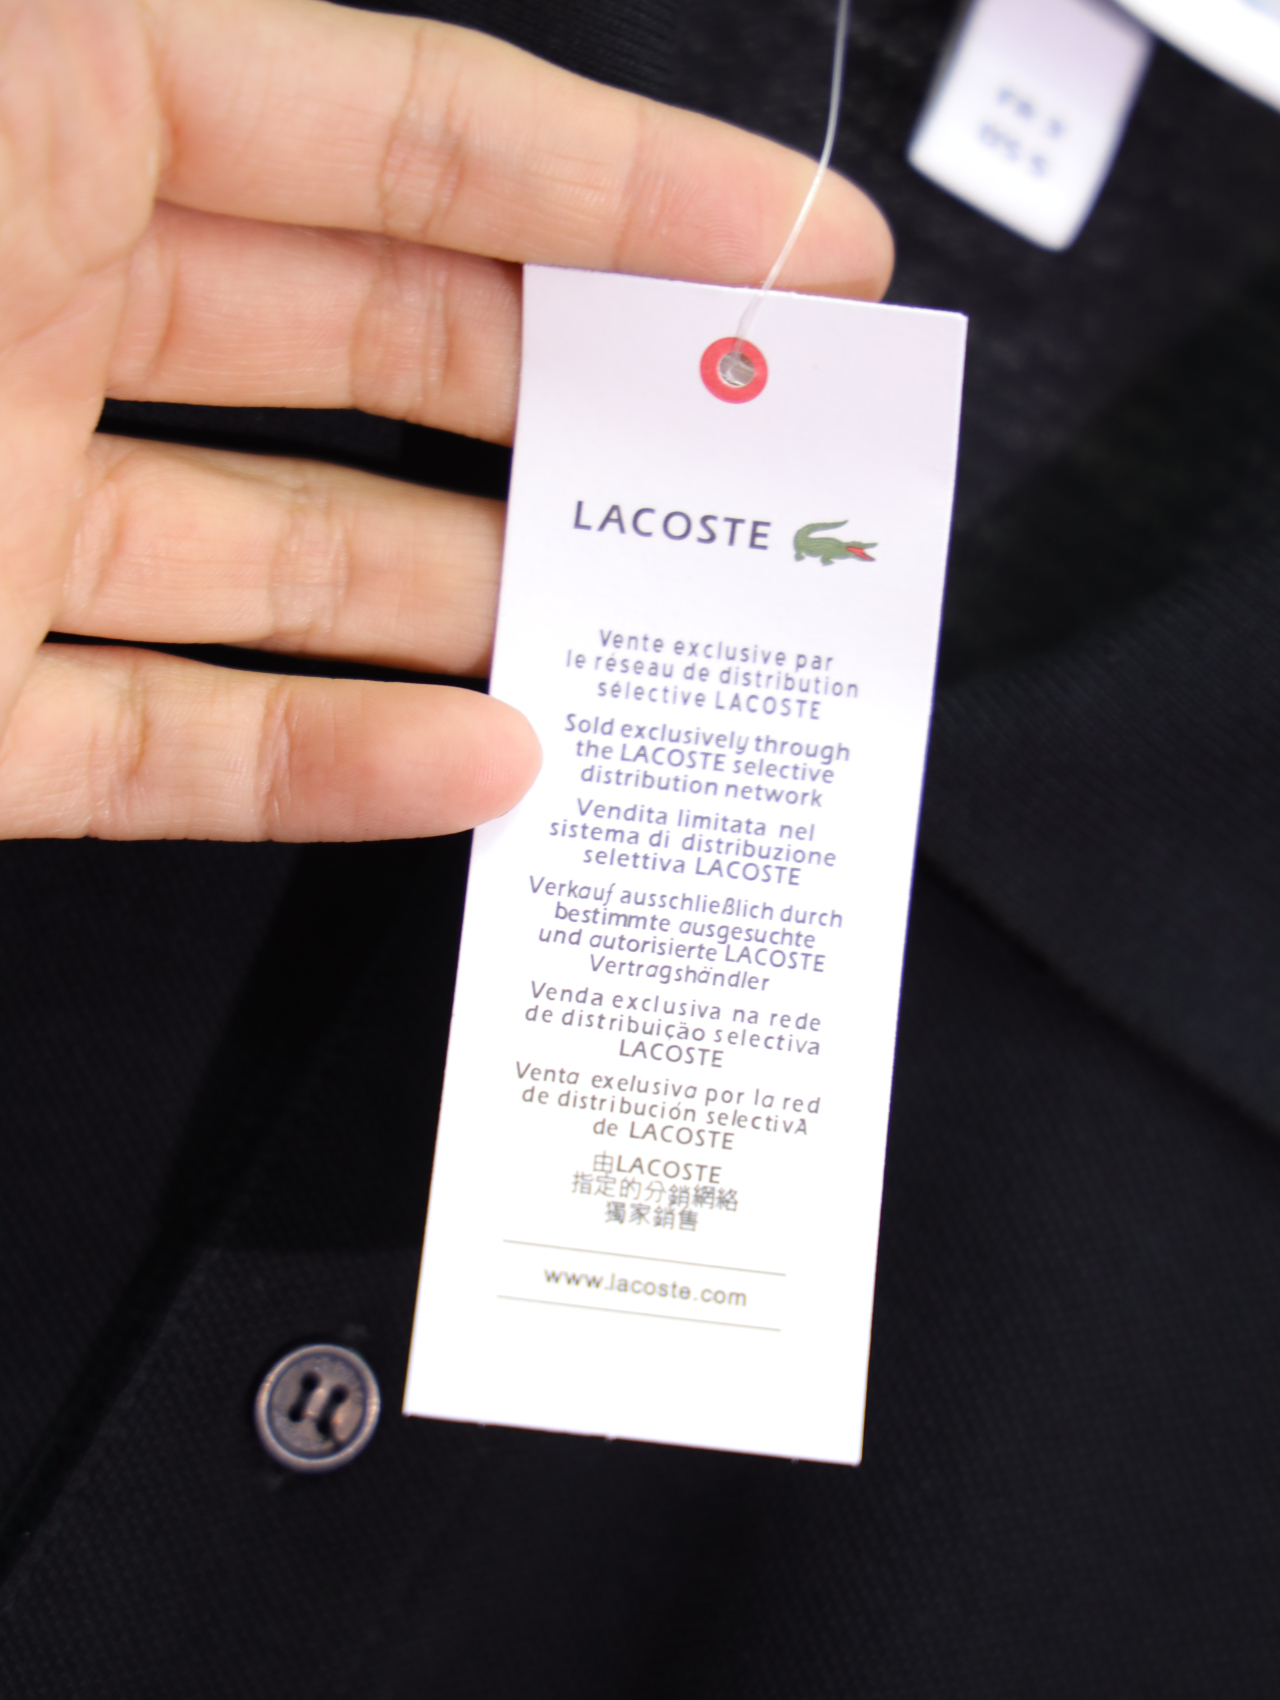 LACOSTE
Vente exclusive par
le réseau de distribution
sélective LACOSTE
Sold exclusively through
the LACOSTE selective
distribution network
Vendita limitata nel
sistema di distribuzione
selettiva LACOSTE
Verkauf ausschließlich durch
bestimmte ausgesuchte
und autorisierte LACOSTE
Vertragshändler
Venda exclusiva na rede
de distribuição selectiva
LACOSTE
Venta exelusiva por la red
de distribución selectivA
de LACOSTE
由LACOSTE
指定的分銷網絡
獨家銷售
www.lacoste.com